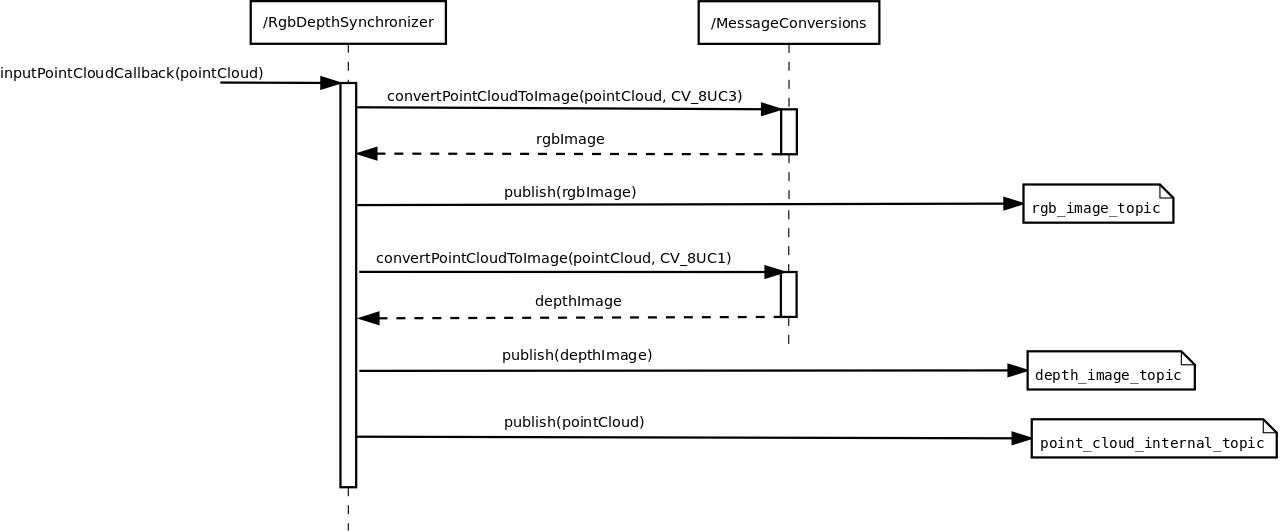 /RgbDepthSynchronizer
/MessageConversions
inputPointCloudCallback(pointCloud)
convertPointCloudToImage(pointCloud, CV_8UC3)
rgbImage
publish(rgbImage)
rgb_image_topic
convertPointCloudToImage(pointCloud, CV_8UC1)
depthImage
publish(depthImage)
depth_image_topic
publish(pointCloud)
point_cloud_internal_topic